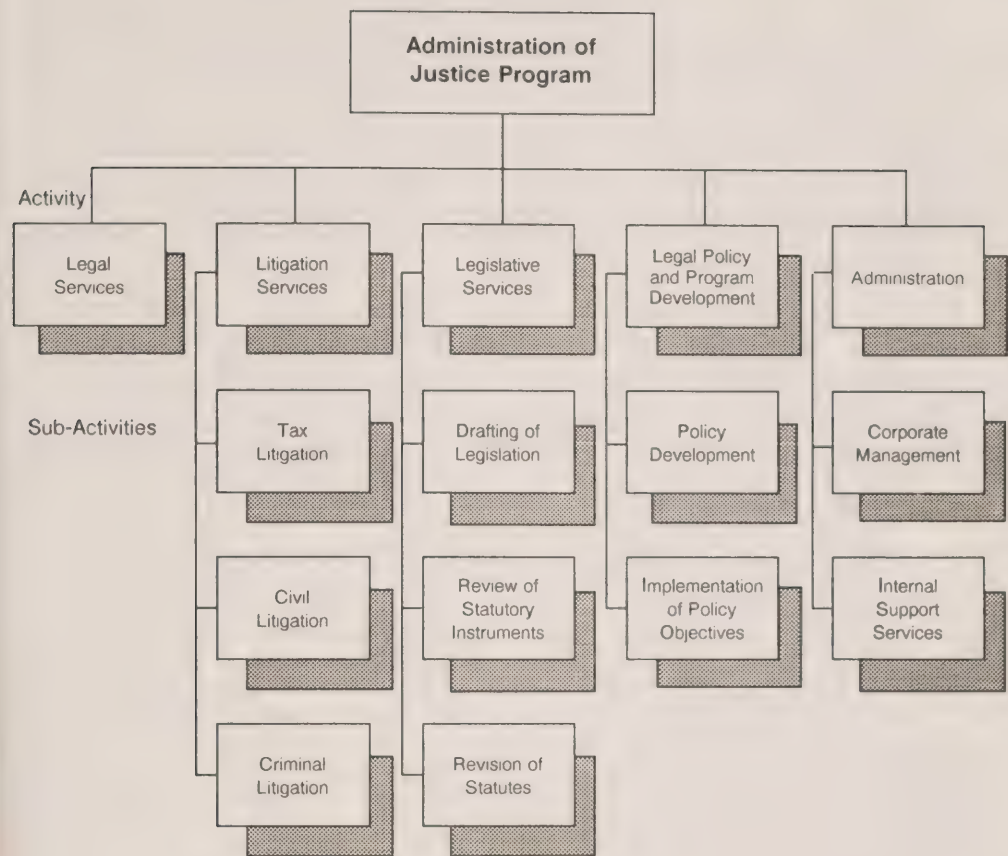 Administration of
Justice Program
Activity
Legal
Services
Litigation
Services
Legislative
Services
Legal Policy
and Program
Development
Administration
Sub-Activities
Tax
Litigation
Drafting of
Legislation
Policy
Development
Corporate
Management
Civil
Litigation
Review of
Statutory
Instruments
Implementation
of Policy
Objectives
Internal
Support
Services
Criminal
Litigation
Revision of
Statutes